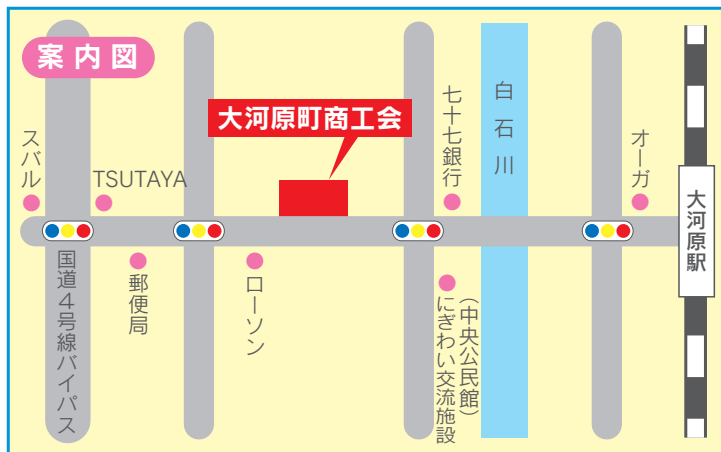 案内図
大河原町商工会
スバル
TSUTAYA
七十七銀行
白石川
オーガ
大河原駅
国道4号線バイパス
郵便局
ローソン
にぎわい交流施設
(中央公民館)